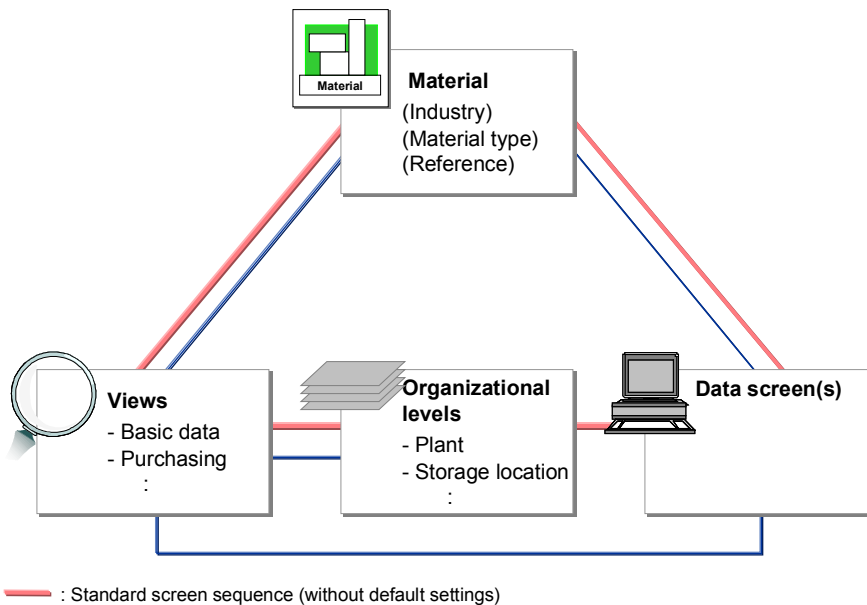 Material
Material
(Industry)
(Material type)
(Reference)
Views
- Basic data
- Purchasing
:
Organizational
levels
- Plant
- Storage location
:
Data screen(s)
: Standard screen sequence (without default settings)